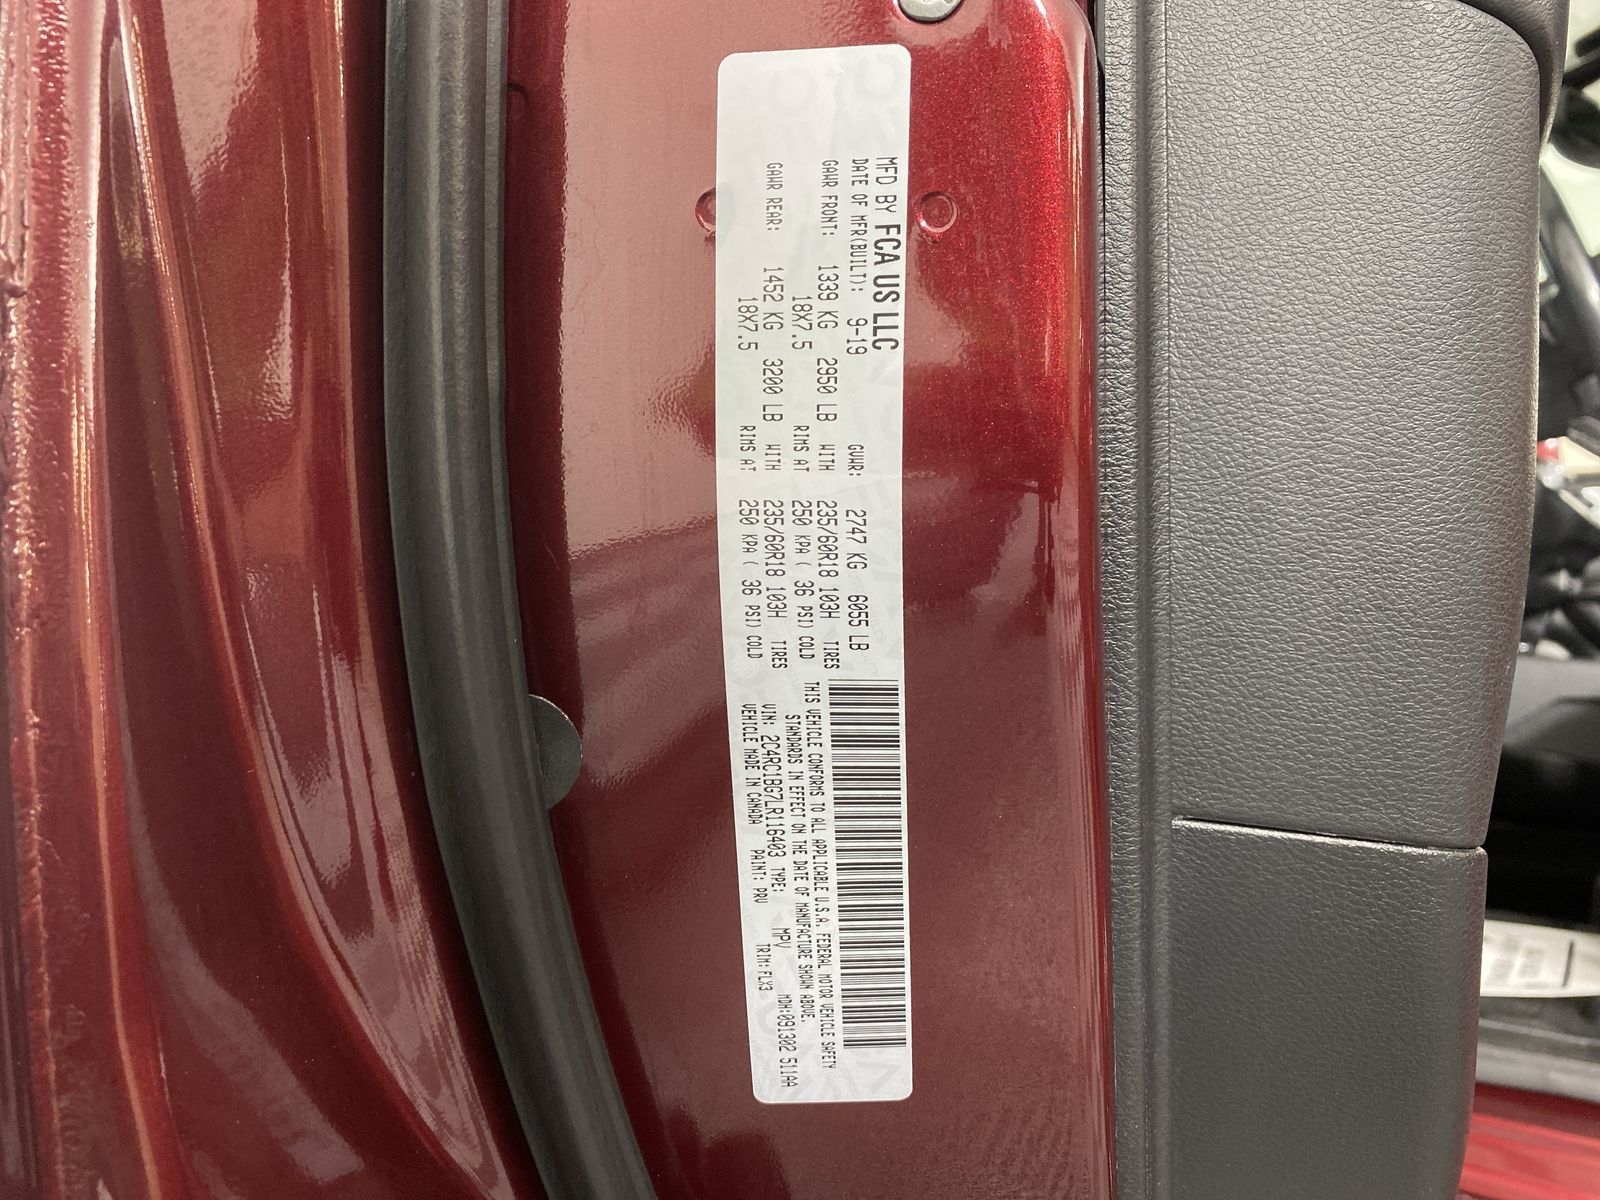 MFD BY FCA US LLC
DATE OF MFR(BUILT): 9-19 GVWR: 2747 KG 6055 LB
GAWR FRONT: 1339 KG 2950 LB WITH 235/60R18 103H TIRES
18X7.5 RIMS AT 250 KPA ( 36 PSI) COLD
GAWR REAR: 1452 KG 3200 LB WITH 235/60R18 103H TIRES
18X7.5 RIMS AT 250 KPA ( 36 PSI) COLD
THIS VEHICLE CONFORMS TO ALL APPLICABLE U.S.A. FEDERAL MOTOR VEHICLE SAFETY
STANDARDS IN EFFECT ON THE DATE OF MANUFACTURE SHOWN ABOVE.
VIN: 2C4RC1BG7LR116403 TYPE: MPV MDH:091302 511AA
VEHICLE MADE IN CANADA PAINT: PRV TRIM:FLX3